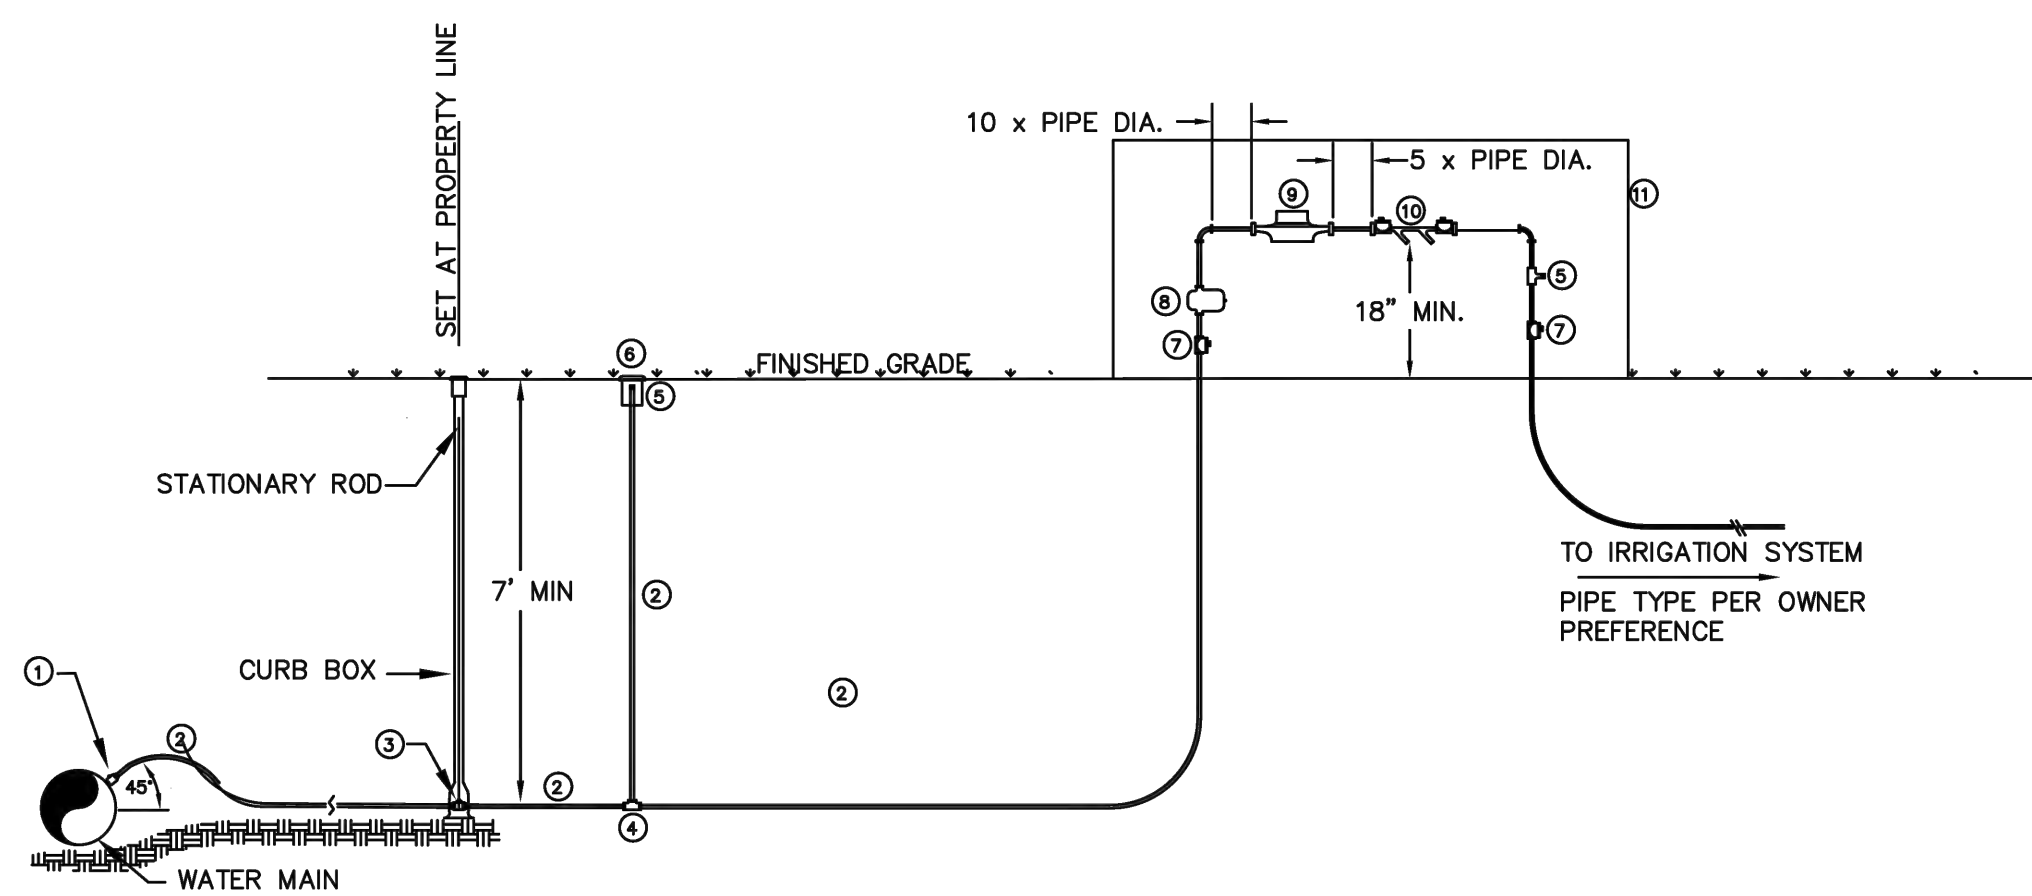 SET AT PROPERTY LINE
10 x PIPE DIA.
5 x PIPE DIA.
9
10
11
5
8
18" MIN.
7
7
6
FINISHED GRADE
5
STATIONARY ROD
7' MIN
2
TO IRRIGATION SYSTEM
PIPE TYPE PER OWNER
PREFERENCE
CURB BOX
1
2
2
3
45°
2
4
WATER MAIN